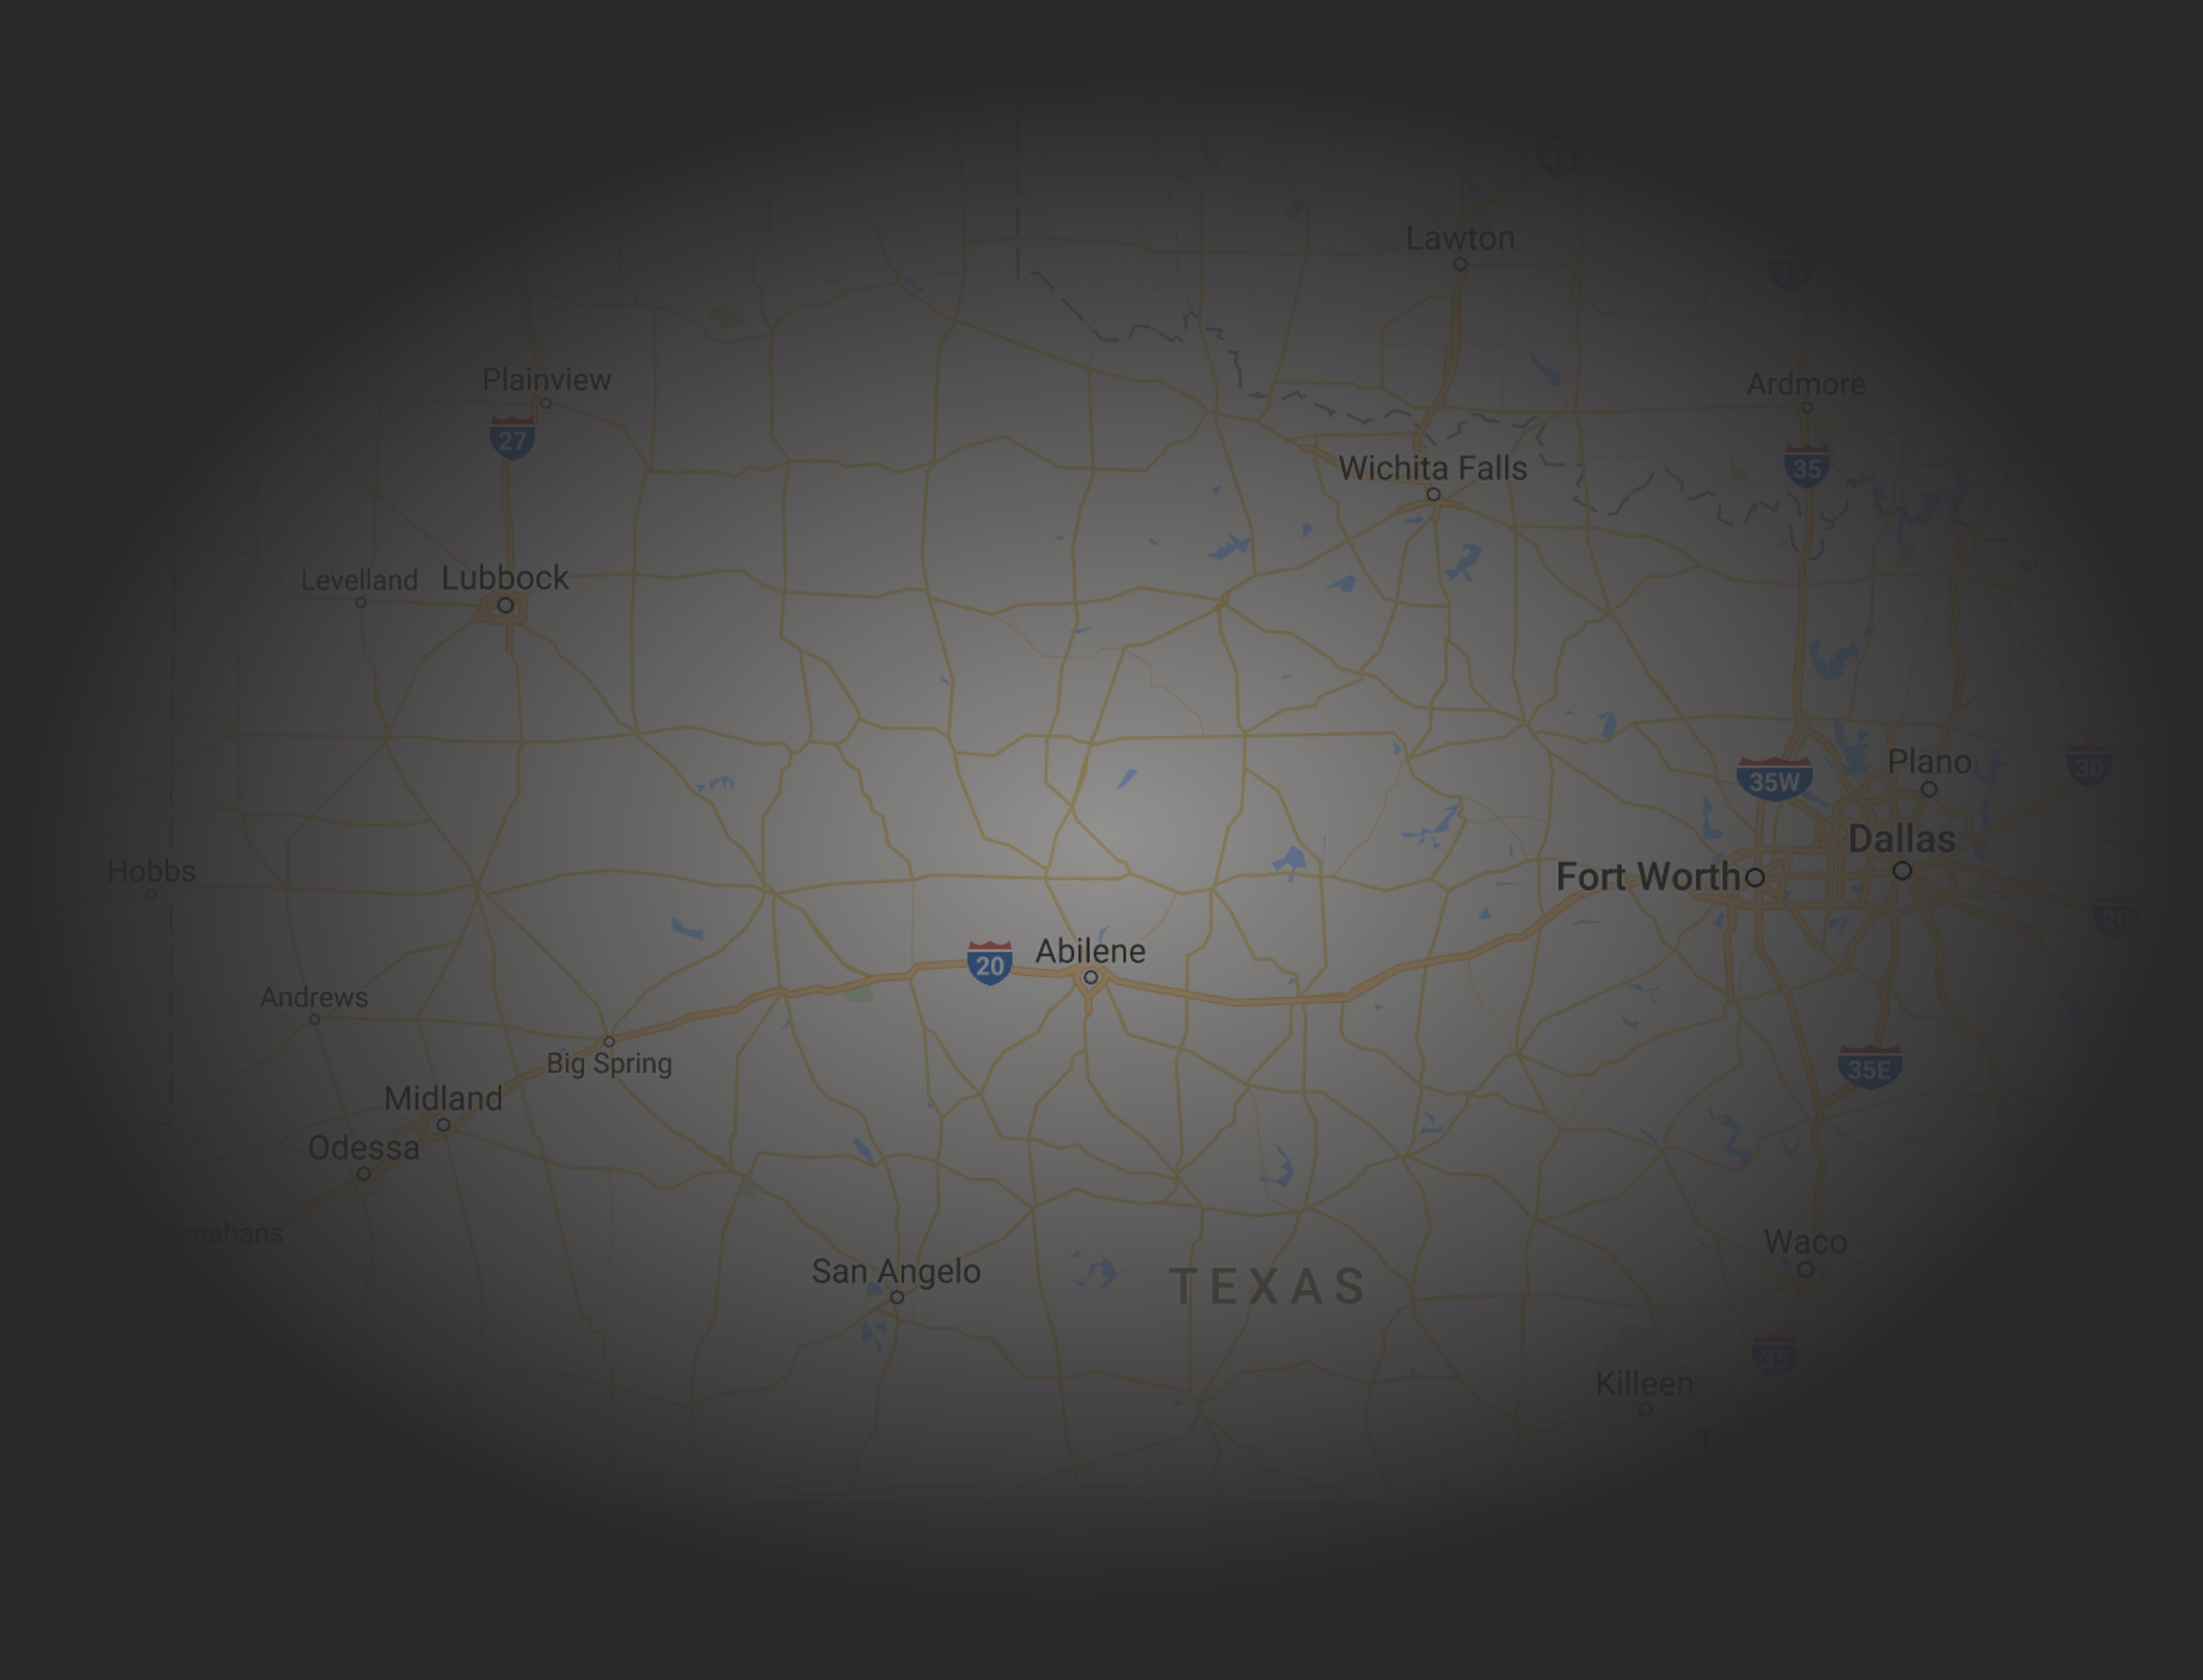 44
Lawton
35
Plainview
Ardmore
27
35
Wichita Falls
Levelland
Lubbock
Plano
30
35W
Dallas
Hobbs
Fort Worth
20
Abilene
20
Andrews
Big Spring
35E
Midland
Odessa
Waco
San Angelo
TEXAS
35
Killeen